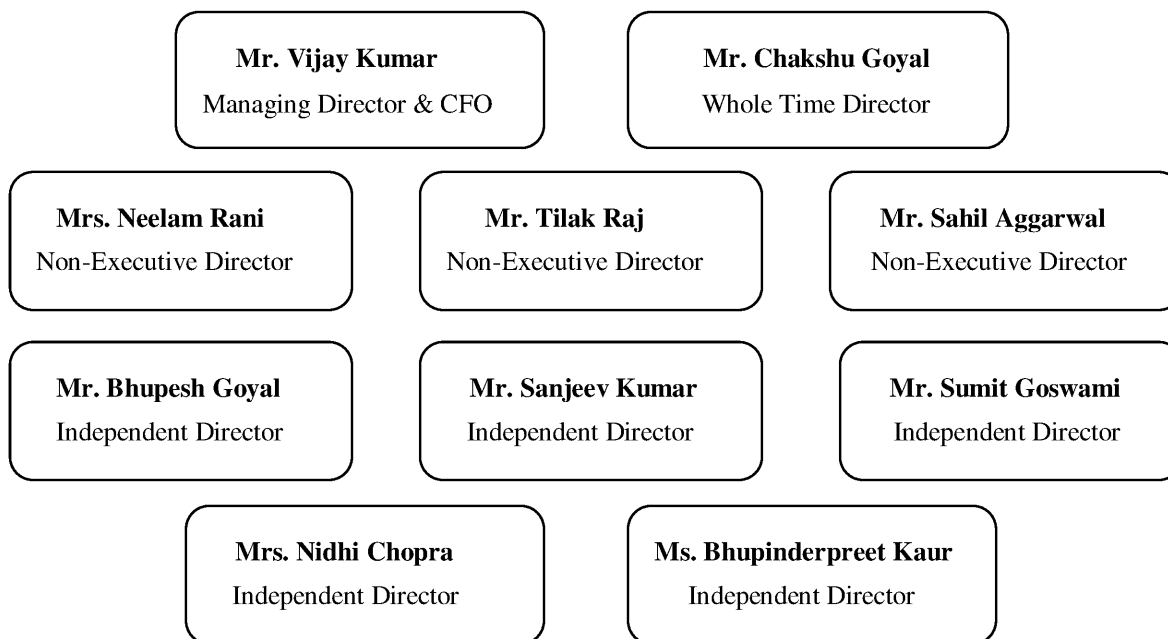 Mr. Vijay Kumar
Managing Director & CFO
Mr. Chakshu Goyal
Whole Time Director
Mrs. Neelam Rani
Non-Executive Director
Mr. Tilak Raj
Non-Executive Director
Mr. Sahil Aggarwal
Non-Executive Director
Mr. Bhupesh Goyal
Independent Director
Mr. Sanjeev Kumar
Independent Director
Mr. Sumit Goswami
Independent Director
Mrs. Nidhi Chopra
Independent Director
Ms. Bhupinderpreet Kaur
Independent Director